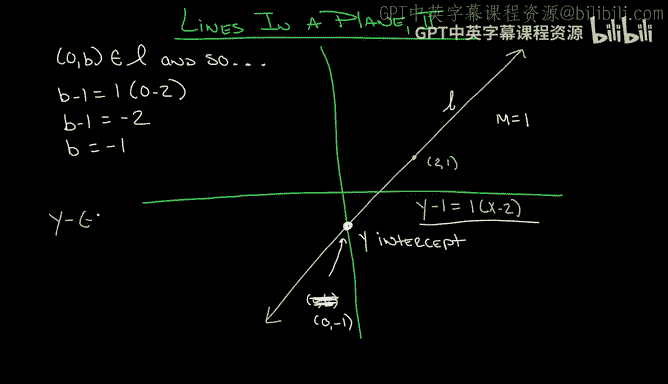 LINES IN A PLANE, II
GPT中英字幕课程资源@bilibili
GPT中英字幕课程资源 bilibili
(0,b) ∈ l and so...
b-1 = 1(0-2)
b-1 = -2
b = -1
l
M=1
(2,1)
y-1 = 1(x-2)
y-(-
y INTERCEPT
(0,-1)